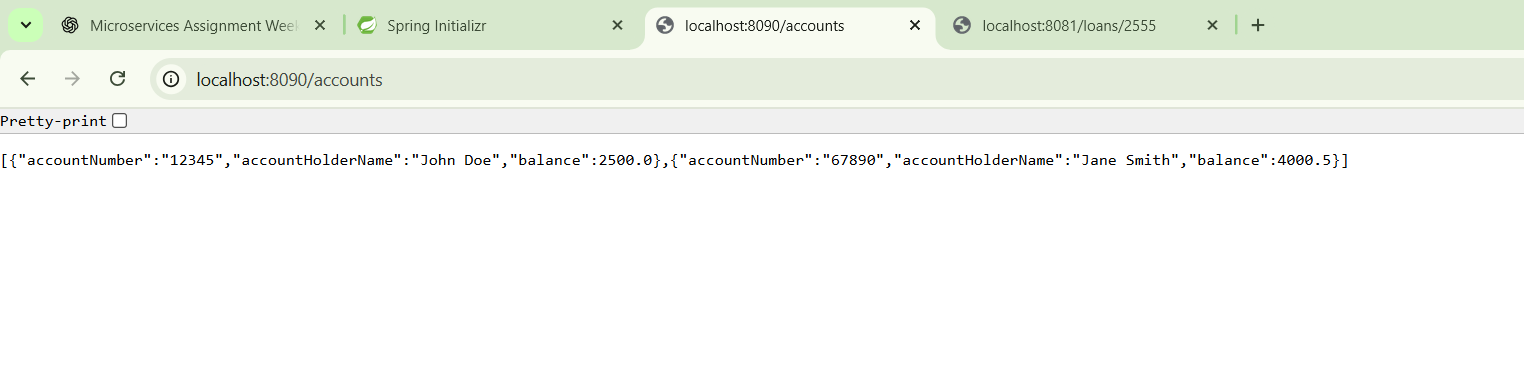 Microservices Assignment Week
Spring Initializr
localhost:8090/accounts
localhost:8081/loans/2555
localhost:8090/accounts
Pretty-print
[{"accountNumber":"12345","accountHolderName":"John Doe","balance":2500.0},{"accountNumber":"67890","accountHolderName":"Jane Smith","balance":4000.5}]